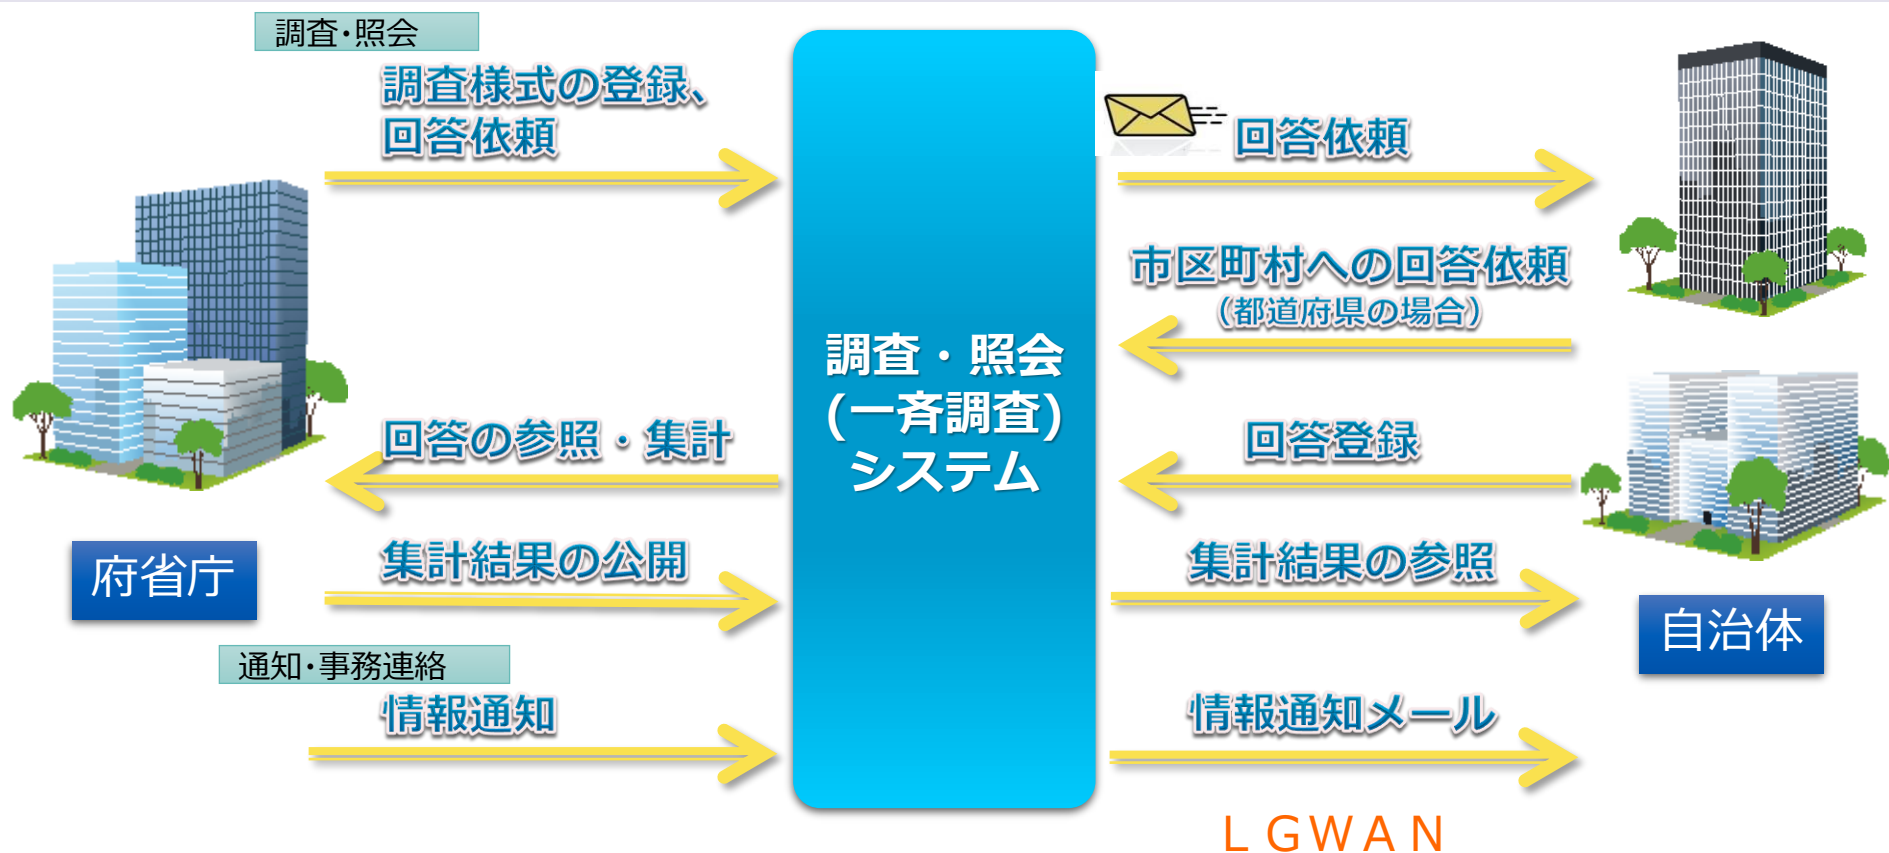 調査･照会
調査様式の登録、
回答依頼
回答依頼
市区町村への回答依頼
（都道府県の場合）
調査・照会
(一斉調査)
システム
回答の参照・集計
回答登録
集計結果の公開
集計結果の参照
府省庁
自治体
通知･事務連絡
情報通知
情報通知メール
ＬＧＷＡＮ